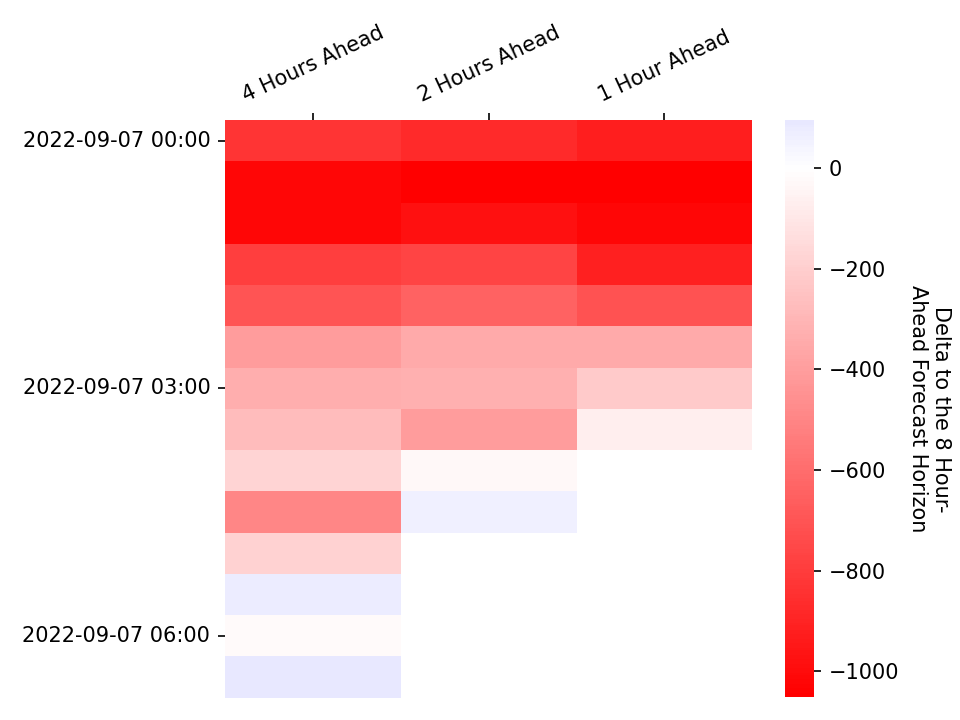 4 Hours Ahead
2 Hours Ahead
1 Hour Ahead
2022-09-07 00:00
2022-09-07 03:00
2022-09-07 06:00
0
−200
−400
−600
−800
−1000
Delta to the 8 Hour-
Ahead Forecast Horizon